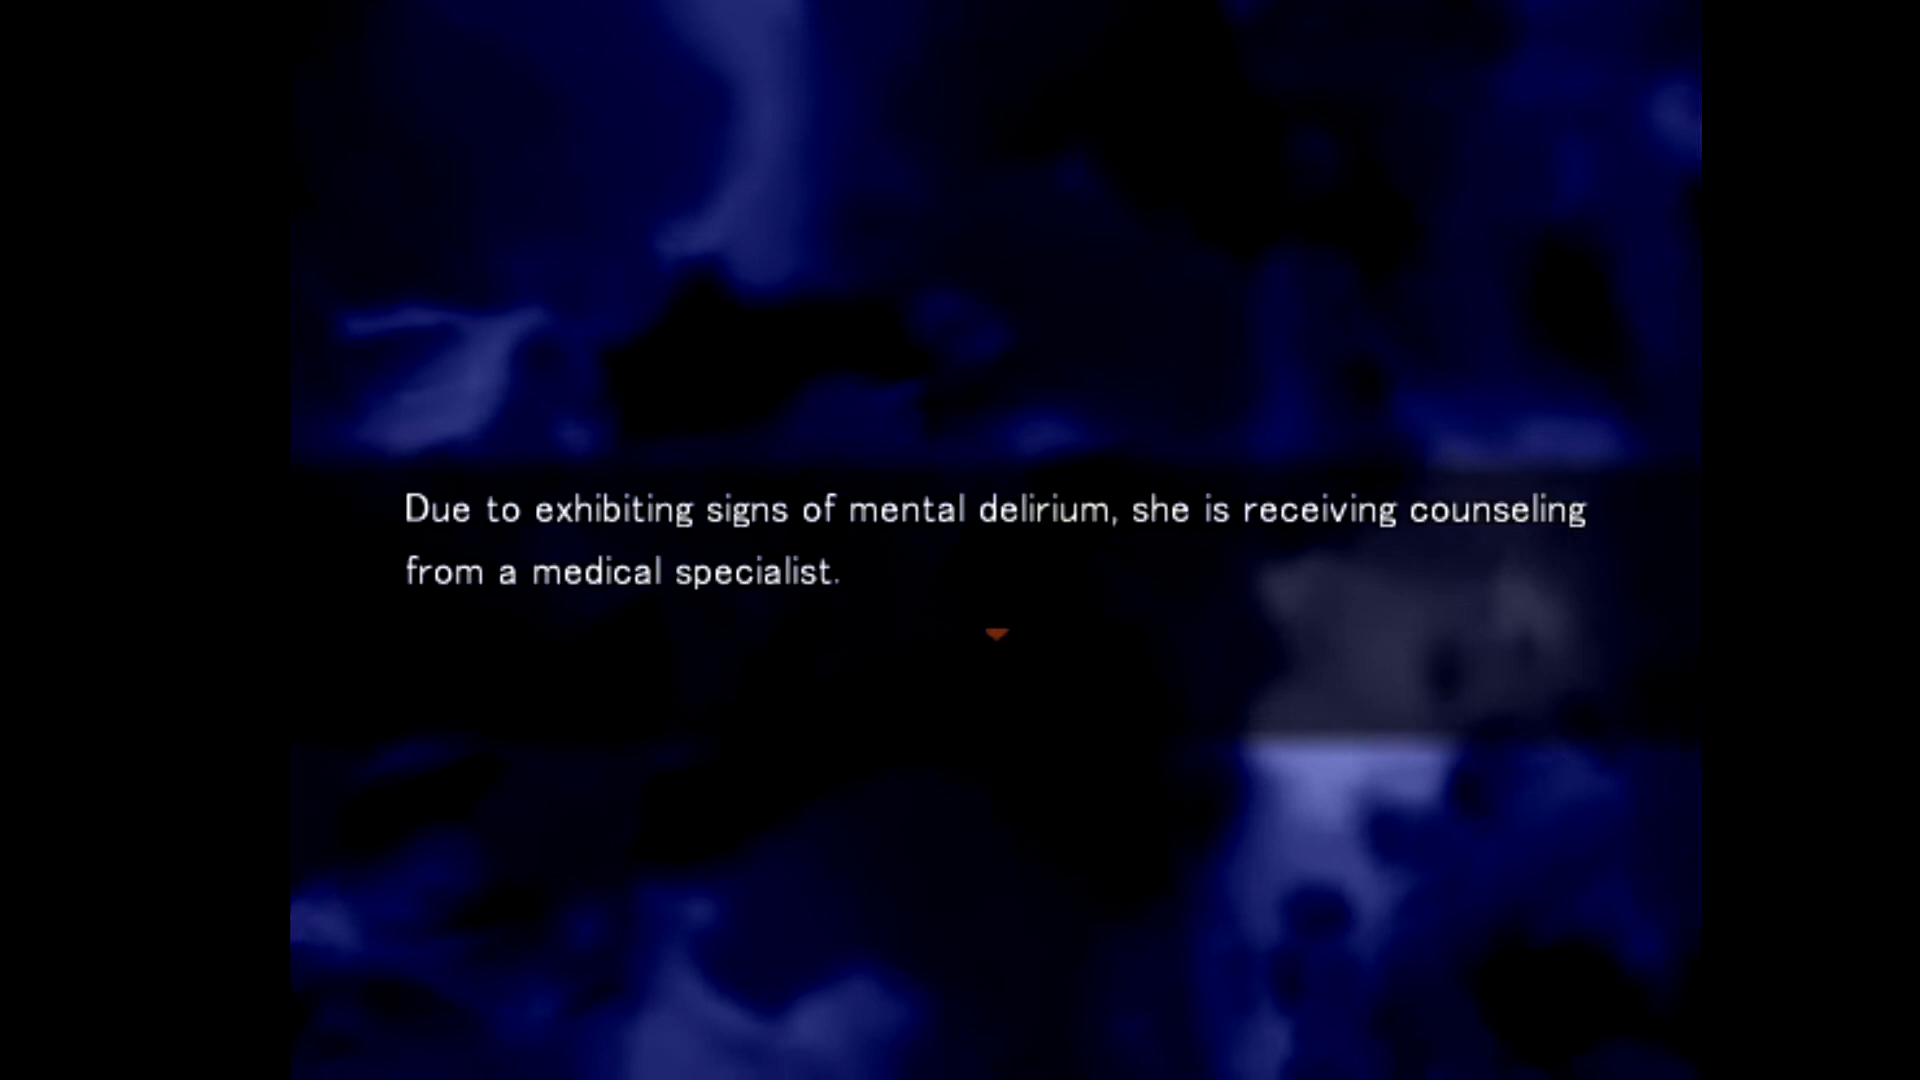 Due to exhibiting signs of mental delirium, she is receiving counseling
from a medical specialist.